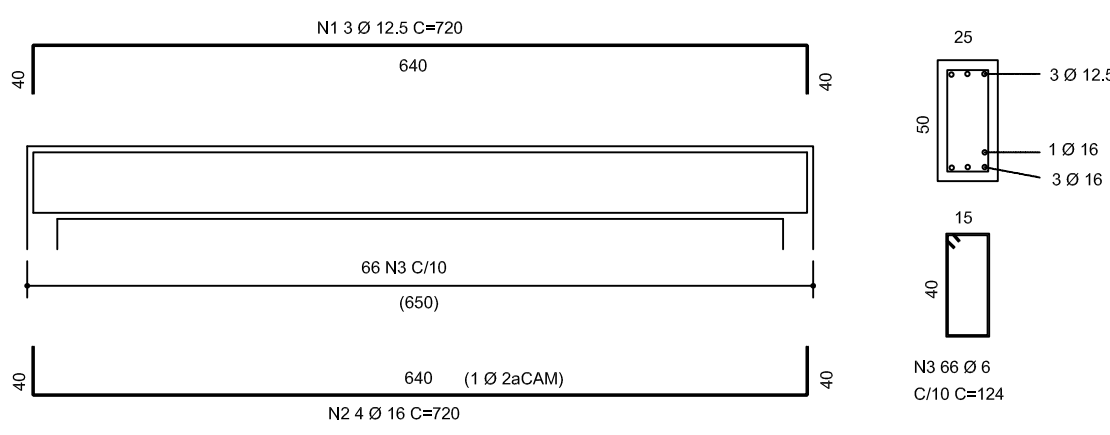 N1 3 Ø 12.5 C=720
640
40
40
66 N3 C/10
(650)
640 (1 Ø 2aCAM)
40
40
N2 4 Ø 16 C=720
25
50
3 Ø 12.5
1 Ø 16
3 Ø 16
15
40
N3 66 Ø 6
C/10 C=124